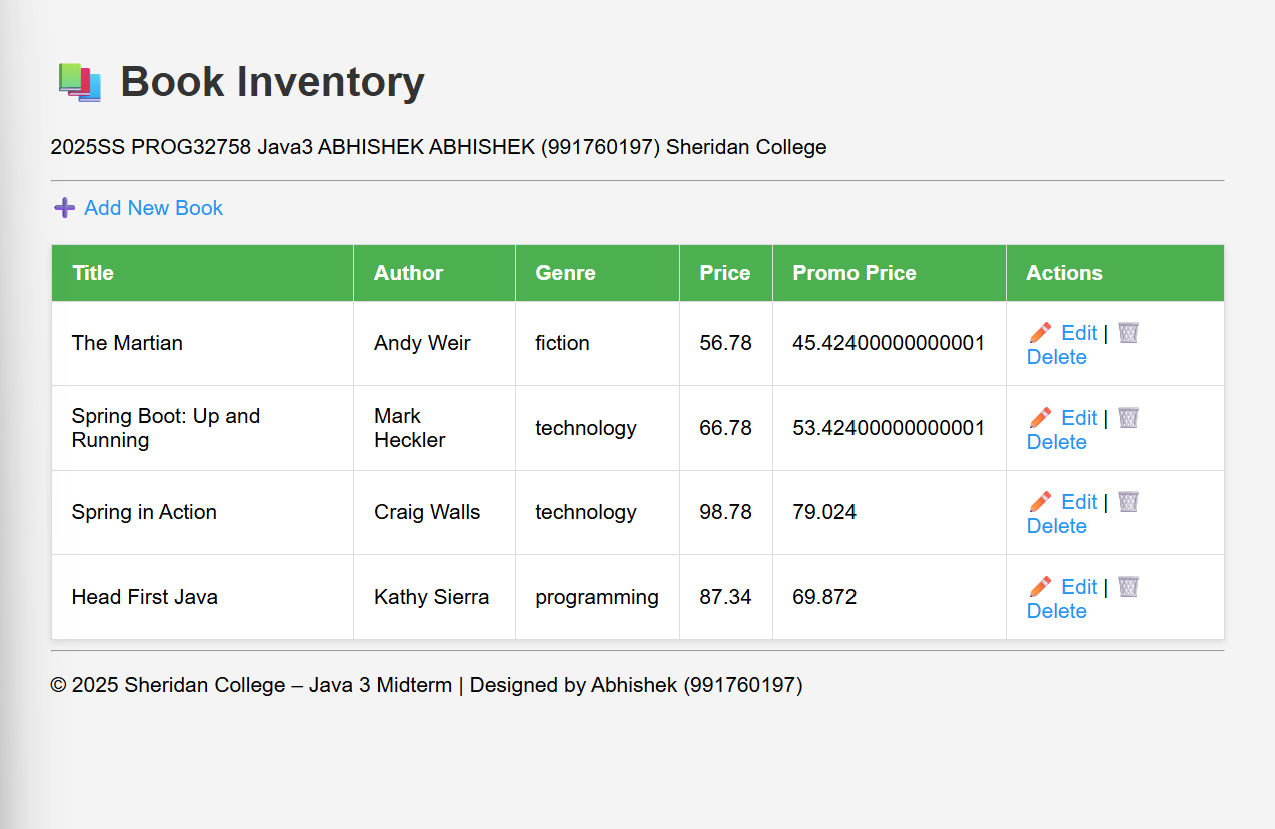 📚 Book Inventory
2025SS PROG32758 Java3 ABHISHEK ABHISHEK (991760197) Sheridan College
➕ Add New Book
Title Author Genre Price Promo Price Actions
The Martian Andy Weir fiction 56.78 45.42400000000001 ✏️ Edit | 🗑️ Delete
Spring Boot: Up and Running Mark Heckler technology 66.78 53.42400000000001 ✏️ Edit | 🗑️ Delete
Spring in Action Craig Walls technology 98.78 79.024 ✏️ Edit | 🗑️ Delete
Head First Java Kathy Sierra programming 87.34 69.872 ✏️ Edit | 🗑️ Delete
© 2025 Sheridan College – Java 3 Midterm | Designed by Abhishek (991760197)